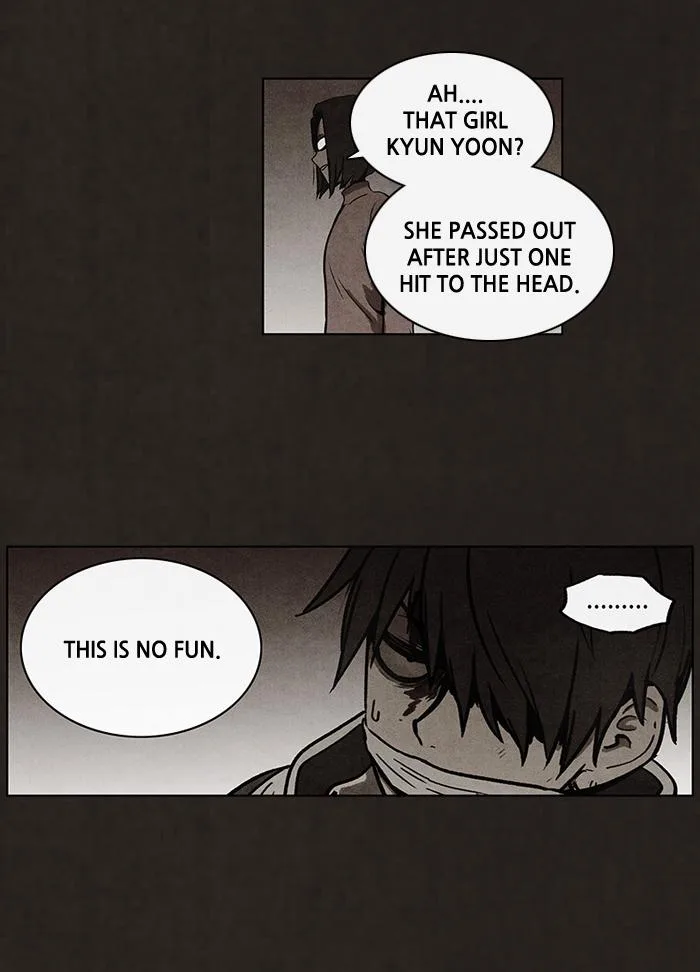 AH....
THAT GIRL
KYUN YOON?
SHE PASSED OUT
AFTER JUST ONE
HIT TO THE HEAD.
THIS IS NO FUN.
.........